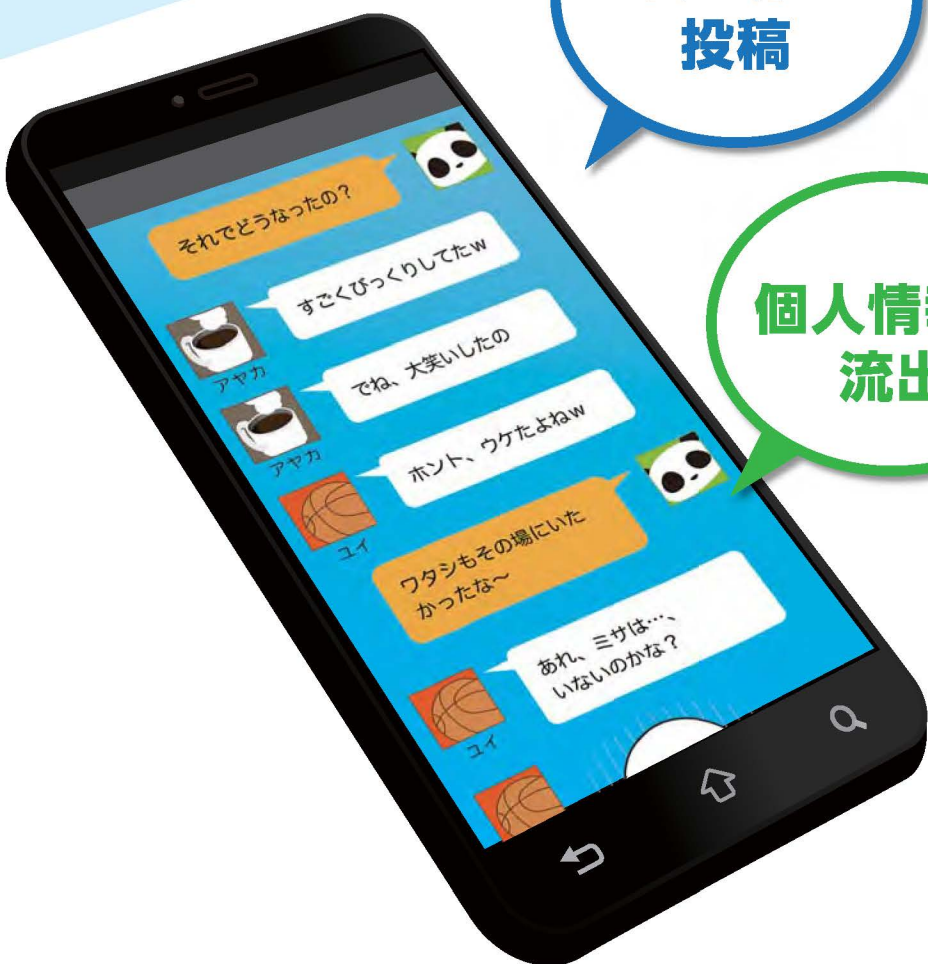 投稿
個人情
流出
それでどうなったの？
すごくびっくりしてたw
アヤカ
でね、大笑いしたの
アヤカ
ホント、ウケたよねw
ユイ
ワタシもその場にいた
かったな～
あれ、ミサは…、
いないのかな？
ユイ